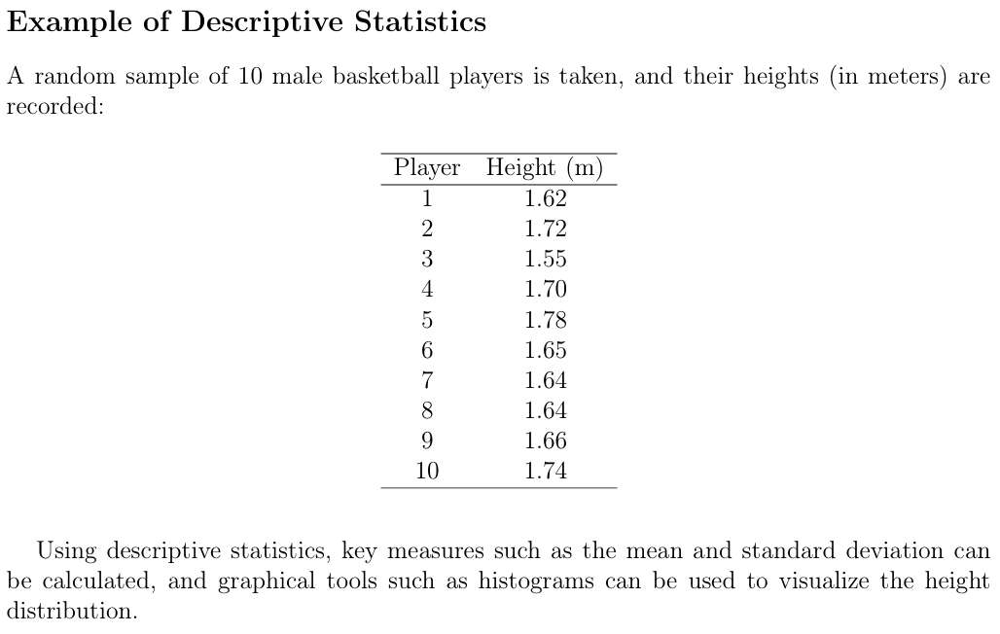 Example of Descriptive Statistics
A random sample of 10 male basketball players is taken, and their heights (in meters) are
recorded:
Player Height (m)
1 1.62
2 1.72
3 1.55
4 1.70
5 1.78
6 1.65
7 1.64
8 1.64
9 1.66
10 1.74
Using descriptive statistics, key measures such as the mean and standard deviation can
be calculated, and graphical tools such as histograms can be used to visualize the height
distribution.